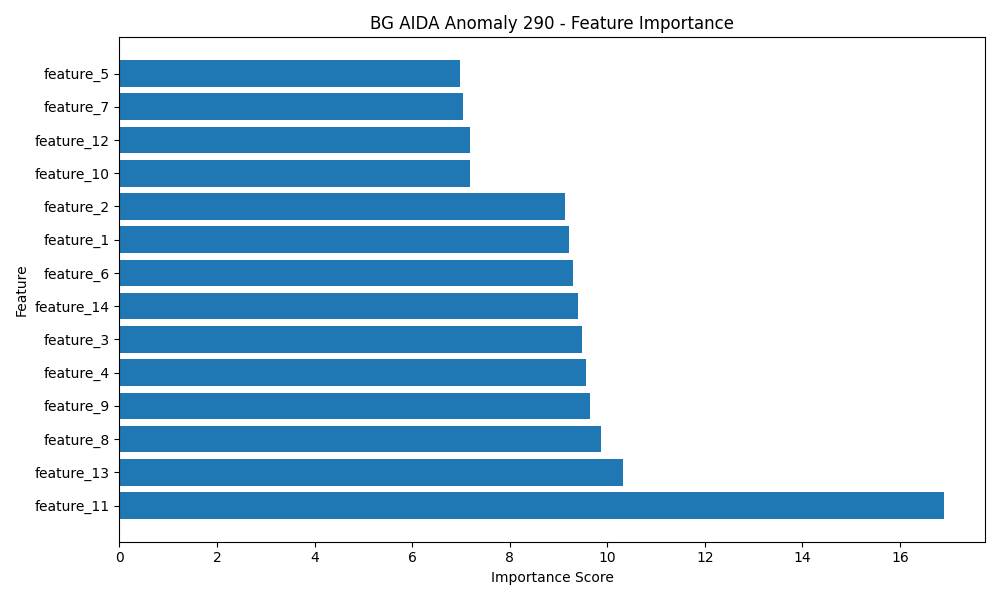 BG AIDA Anomaly 290 - Feature Importance
feature_5
feature_7
feature_12
feature_10
feature_2
feature_1
feature_6
feature_14
feature_3
feature_4
feature_9
feature_8
feature_13
feature_11
Feature
0 2 4 6 8 10 12 14 16
Importance Score